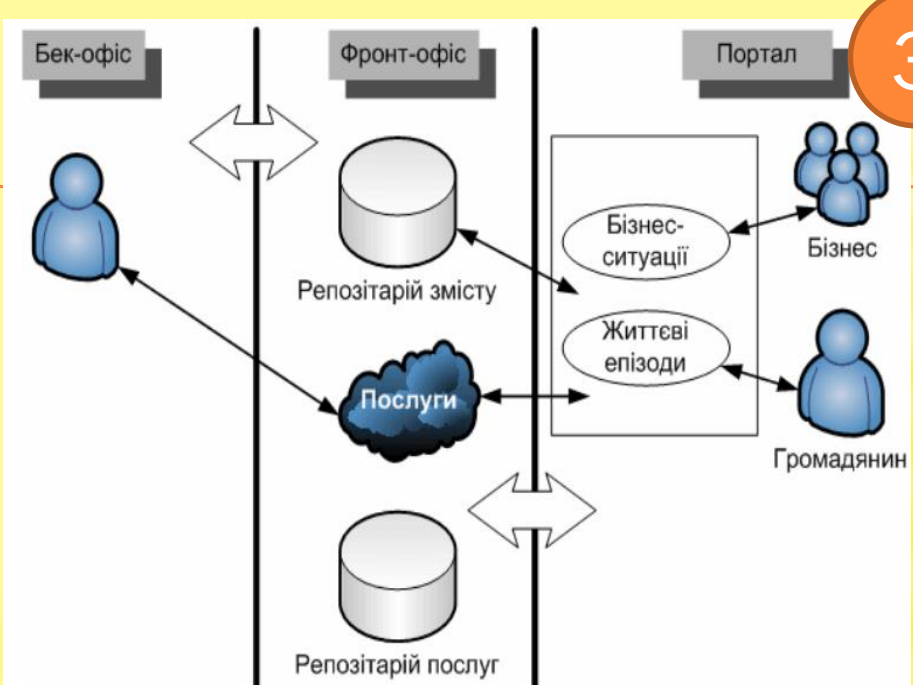 Бек-офіс
Фронт-офіс
Портал
Репозітарій змісту
Послуги
Репозітарій послуг
Бізнес-
ситуації
Життєві
епізоди
Бізнес
Громадянин